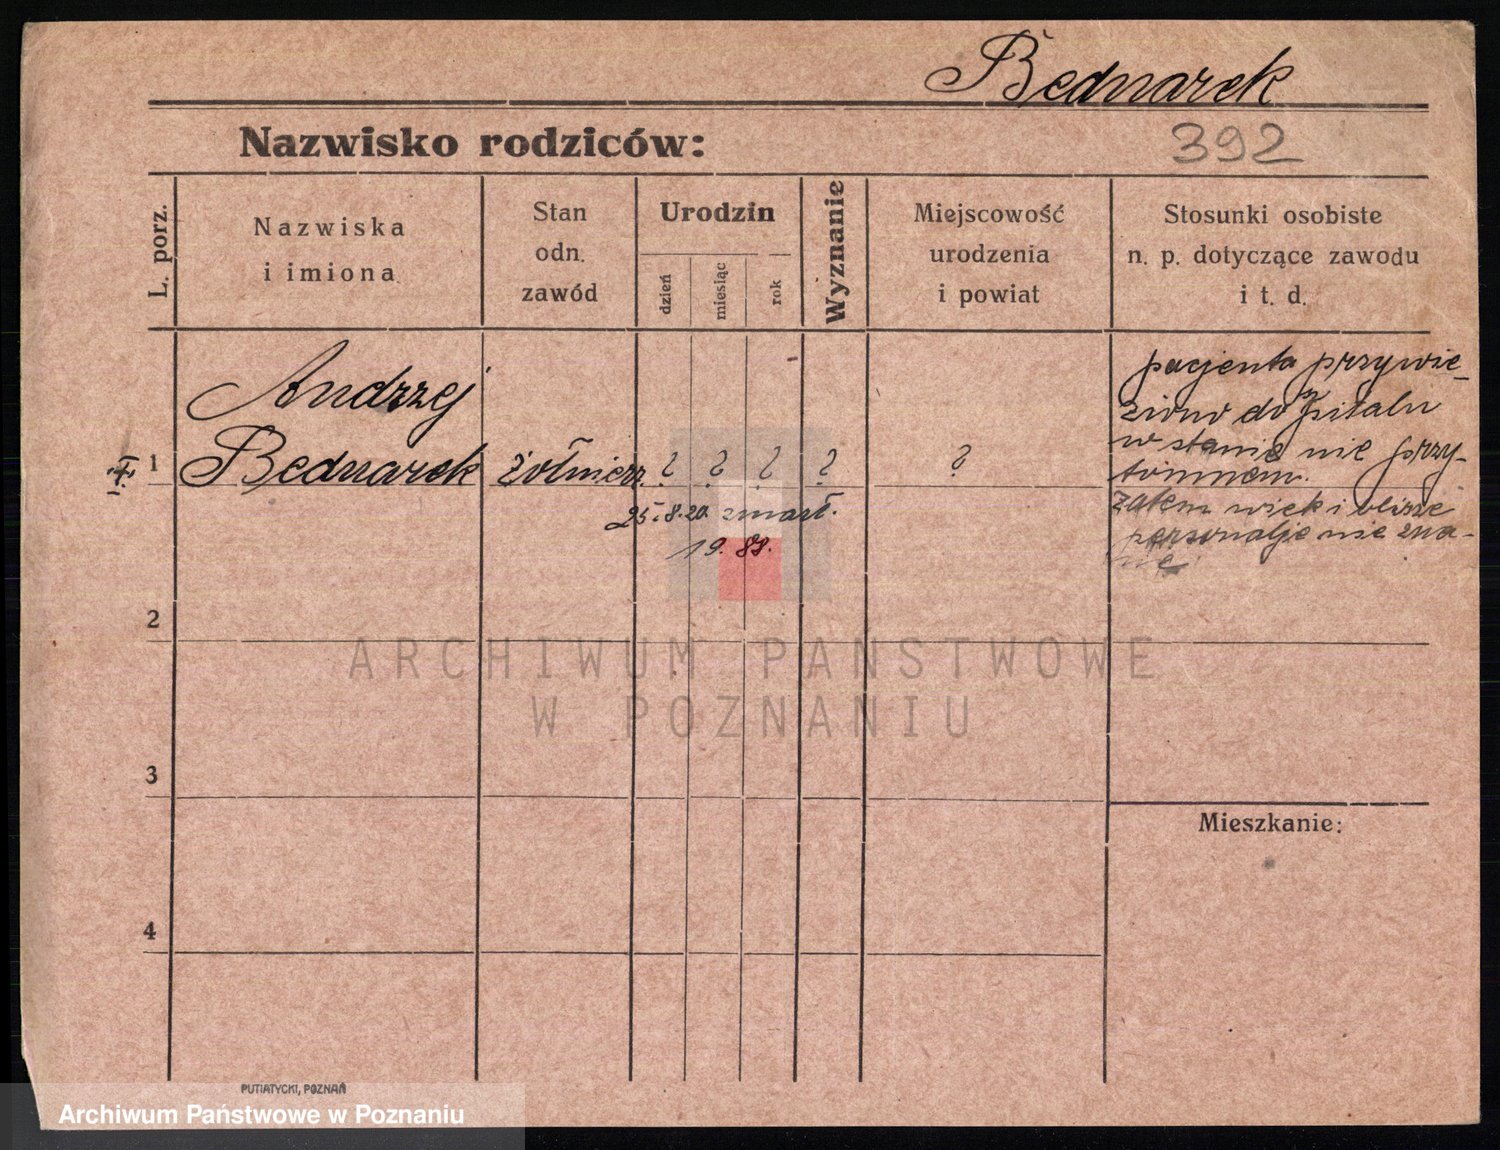 Bednarek
Nazwisko rodziców:
392
L. porz.
Nazwiska
i imiona
Stan
odn.
zawód
Urodzin
dzień
miesiąc
rok
Wyznanie
Miejscowość
urodzenia
i powiat
Stosunki osobiste
n. p. dotyczące zawodu
i t. d.
1
Andrzej
Bednarek
żołnierz
? ? ? ? ?
25.8.20 zmarł.
19. 88.
pacjenta przywie-
ziono do szpitalu
w stanie nie przy-
tomnem.
zatem wiek i bliższe
personalje nie zna-
ne
2
3
4
Mieszkanie:
ARCHIWUM PAŃSTWOWE
W POZNANIU
PUTIATYCKI, POZNAŃ
Archiwum Państwowe w Poznaniu